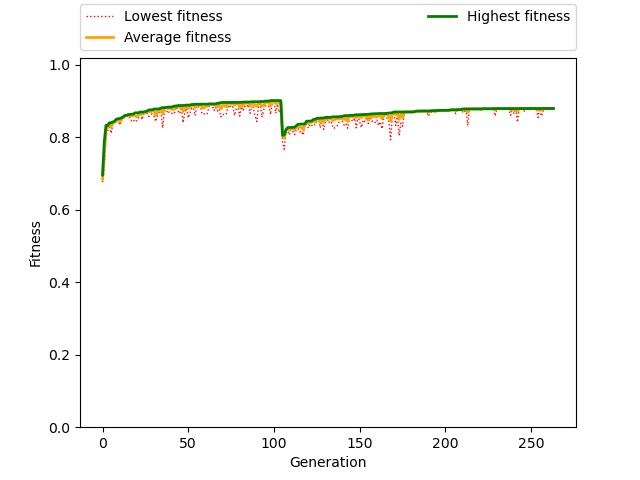 Lowest fitness
Average fitness
Highest fitness
1.0
0.8
0.6
0.4
0.2
0.0
Fitness
0 50 100 150 200 250
Generation